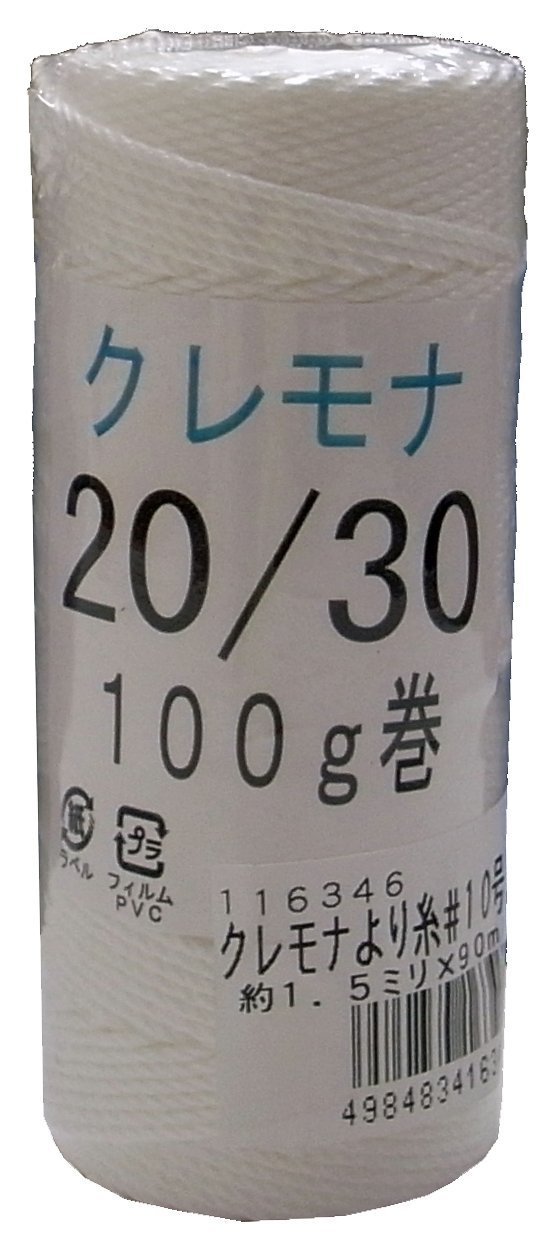 クレモナ
20/30
100g巻
紙
ラベル
プラ
フィルム
PVC
116346
クレモナより糸#10号
約1.5ミリ×90m
4984834163